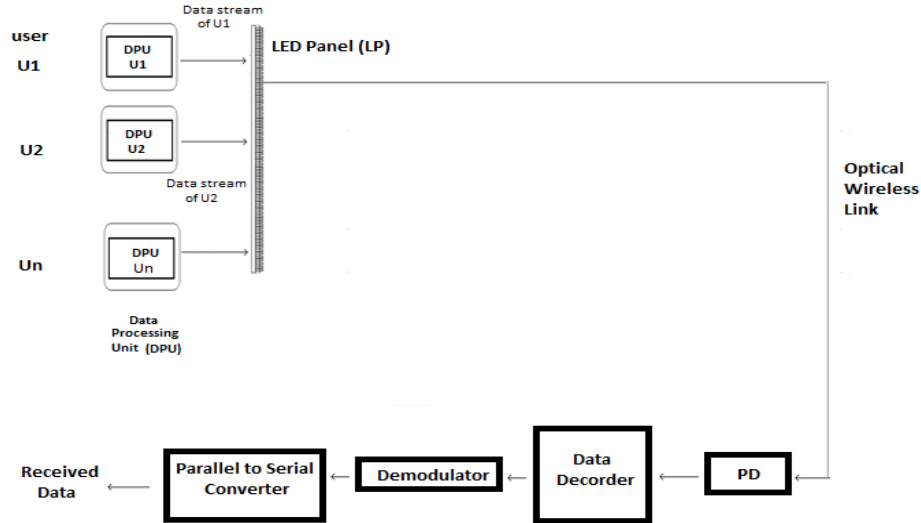 Data stream
of U1
user
U1
DPU
U1
LED Panel (LP)
U2
DPU
U2
Data stream
of U2
Optical
Wireless
Link
Un
DPU
Un
Data
Processing
Unit (DPU)
Received
Data
Parallel to Serial
Converter
Demodulator
Data
Decorder
PD